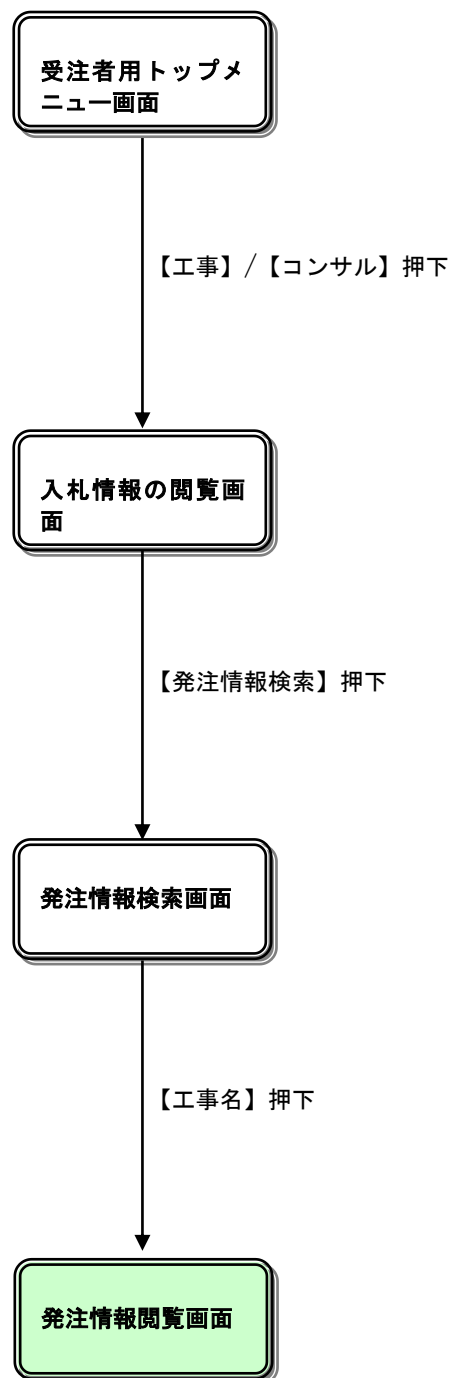 受注者用トップメ
ニュー画面
【工事】/【コンサル】押下
入札情報の閲覧画
面
【発注情報検索】押下
発注情報検索画面
【工事名】押下
発注情報閲覧画面